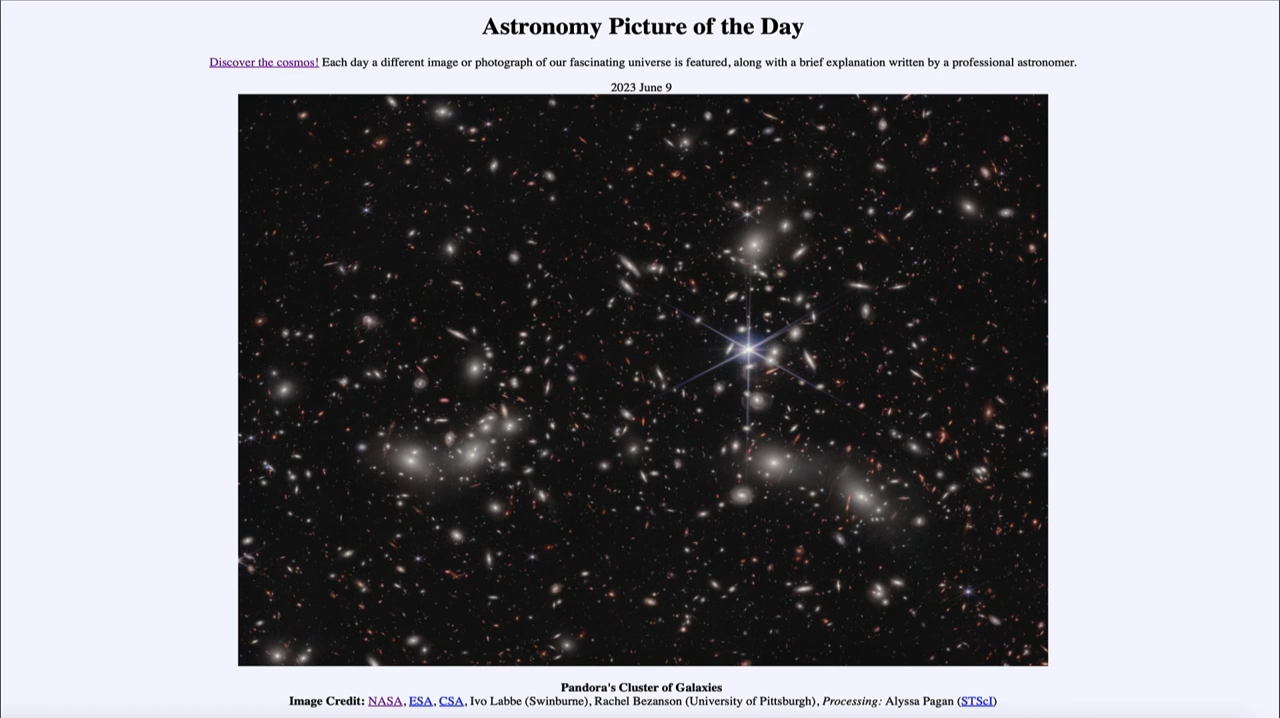 Astronomy Picture of the Day
Discover the cosmos! Each day a different image or photograph of our fascinating universe is featured, along with a brief explanation written by a professional astronomer.
2023 June 9
Pandora's Cluster of Galaxies
Image Credit: NASA, ESA, CSA, Ivo Labbe (Swinburne), Rachel Bezanson (University of Pittsburgh), Processing: Alyssa Pagan (STScI)